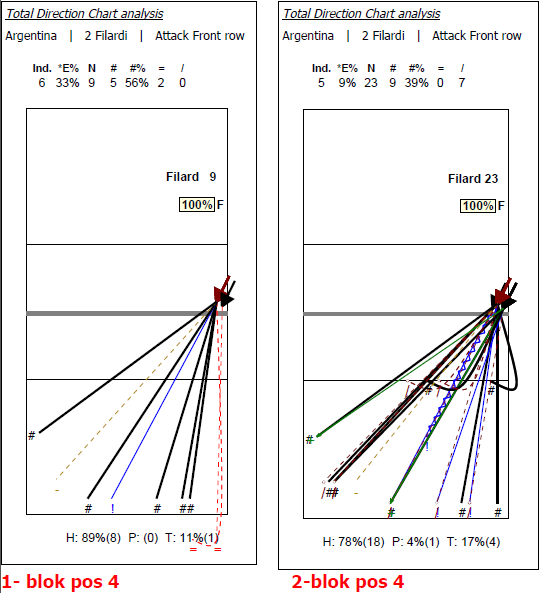 Total Direction Chart analysis
Argentina | 2 Filardi | Attack Front row
Ind. *E% N # #% = /
6 33% 9 5 56% 2 0
Filard 9
100% F
#
-
# ! # ##
= - =
H: 89%(8) P: (0) T: 11%(1)
1- blok pos 4
Total Direction Chart analysis
Argentina | 2 Filardi | Attack Front row
Ind. *E% N # #% = /
5 9% 23 9 39% 0 7
Filard 23
100% F
# / #
#
!
/## -
# ! #/ #
H: 78%(18) P: 4%(1) T: 17%(4)
2-blok pos 4